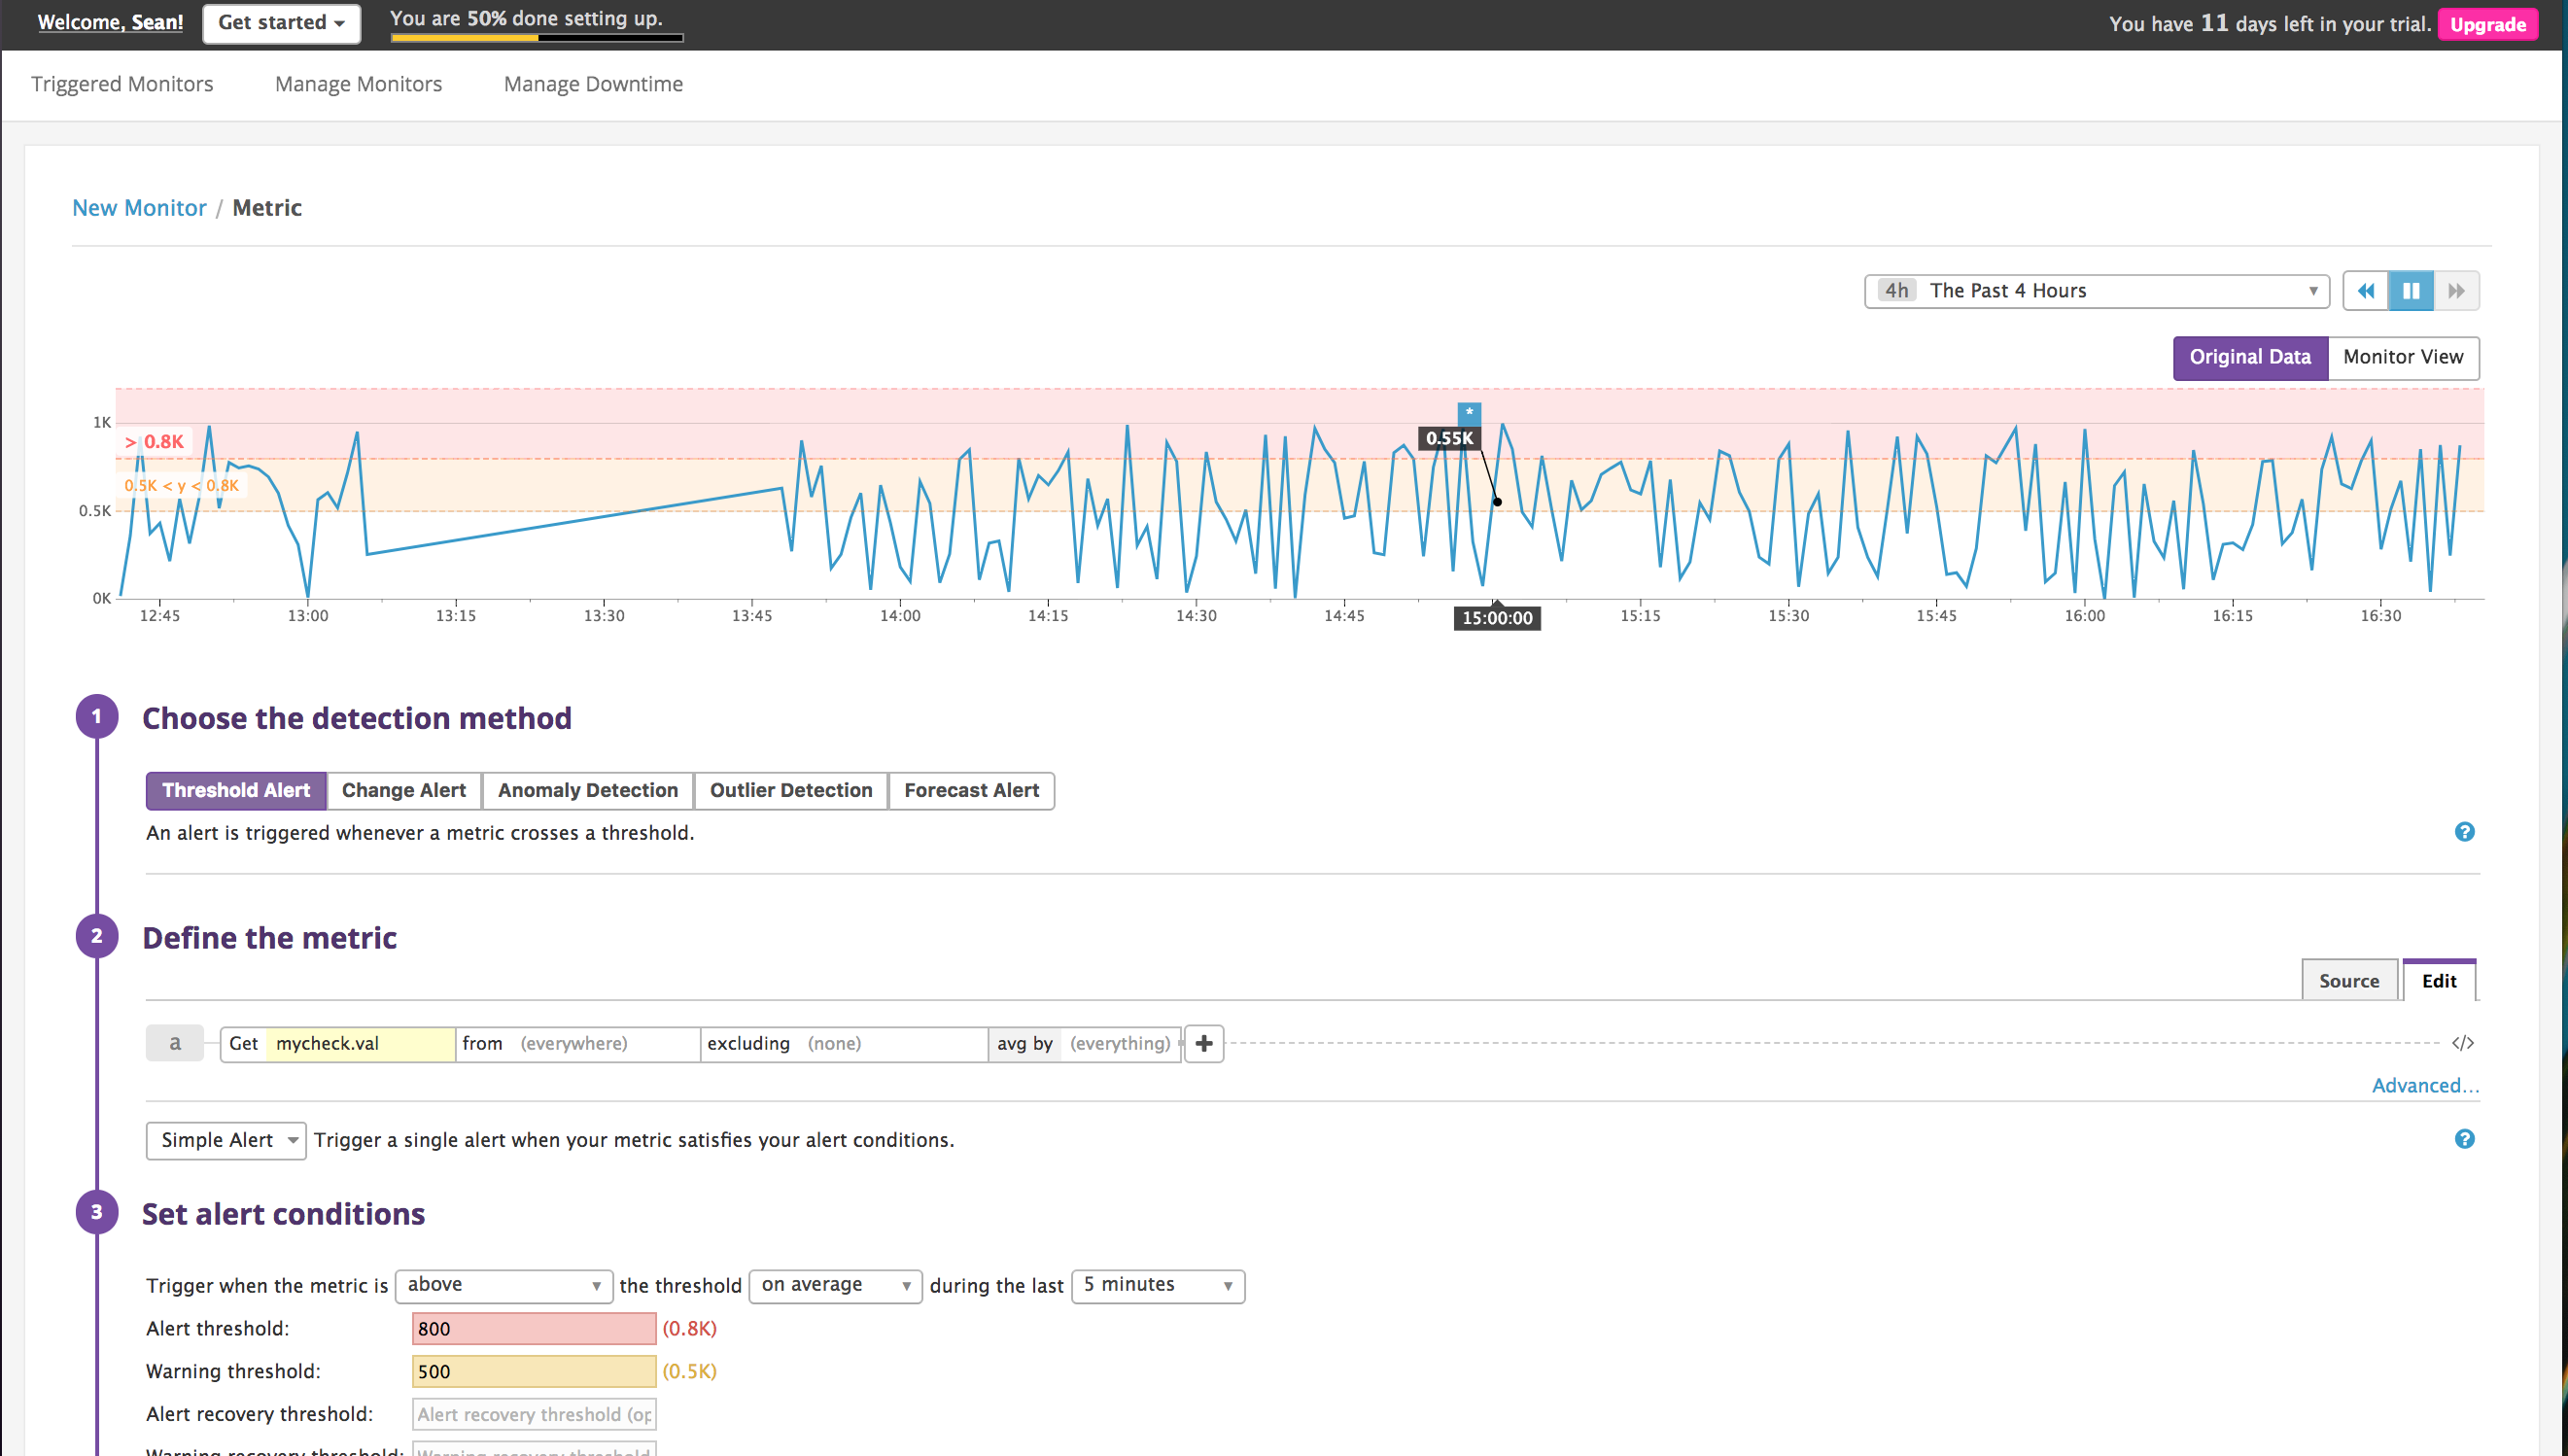 Welcome, Sean! Get started You are 50% done setting up. You have 11 days left in your trial. Upgrade
Triggered Monitors Manage Monitors Manage Downtime
New Monitor / Metric
4h The Past 4 Hours
Original Data Monitor View
*
1K
> 0.8K
0.55K
0.5K < y < 0.8K
0.5K
0K
12:45 13:00 13:15 13:30 13:45 14:00 14:15 14:30 14:45 15:00:00 15:15 15:30 15:45 16:00 16:15 16:30
1 Choose the detection method
Threshold Alert Change Alert Anomaly Detection Outlier Detection Forecast Alert
An alert is triggered whenever a metric crosses a threshold. ?
2 Define the metric
Source Edit
a Get mycheck.val from (everywhere) excluding (none) avg by (everything) + </>
Advanced...
Simple Alert Trigger a single alert when your metric satisfies your alert conditions. ?
3 Set alert conditions
Trigger when the metric is above the threshold on average during the last 5 minutes
Alert threshold: 800 (0.8K)
Warning threshold: 500 (0.5K)
Alert recovery threshold: Alert recovery threshold (op
Warning recovery threshold: Warning recovery threshold